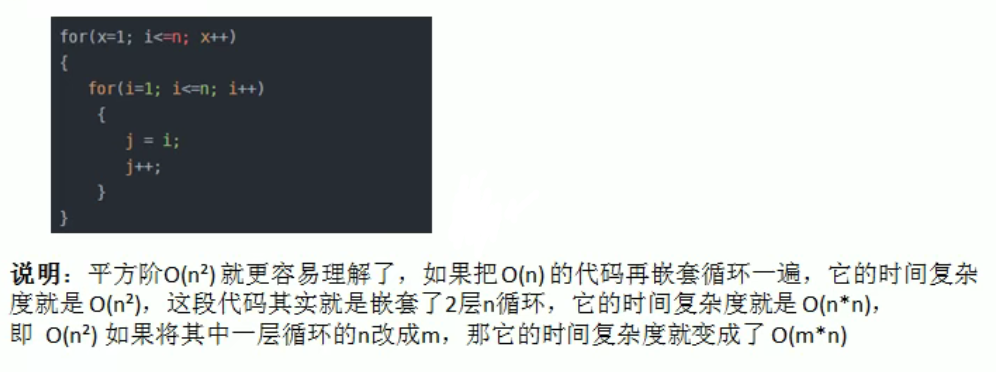 for(x=1; i<=n; x++)
{
for(i=1; i<=n; i++)
{
j = i;
j++;
}
}
说明：平方阶O(n²) 就更容易理解了，如果把 O(n) 的代码再嵌套循环一遍，它的时间复杂
度就是 O(n²)，这段代码其实就是嵌套了2层n循环，它的时间复杂度就是 O(n*n)，
即 O(n²) 如果将其中一层循环的n改成m，那它的时间复杂度就变成了 O(m*n)